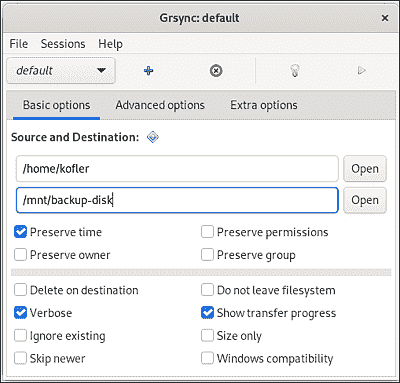 Grsync: default
File Sessions Help
default
Basic options Advanced options Extra options
Source and Destination:
/home/kofler Open
/mnt/backup-disk Open
Preserve time Preserve permissions
Preserve owner Preserve group
Delete on destination Do not leave filesystem
Verbose Show transfer progress
Ignore existing Size only
Skip newer Windows compatibility